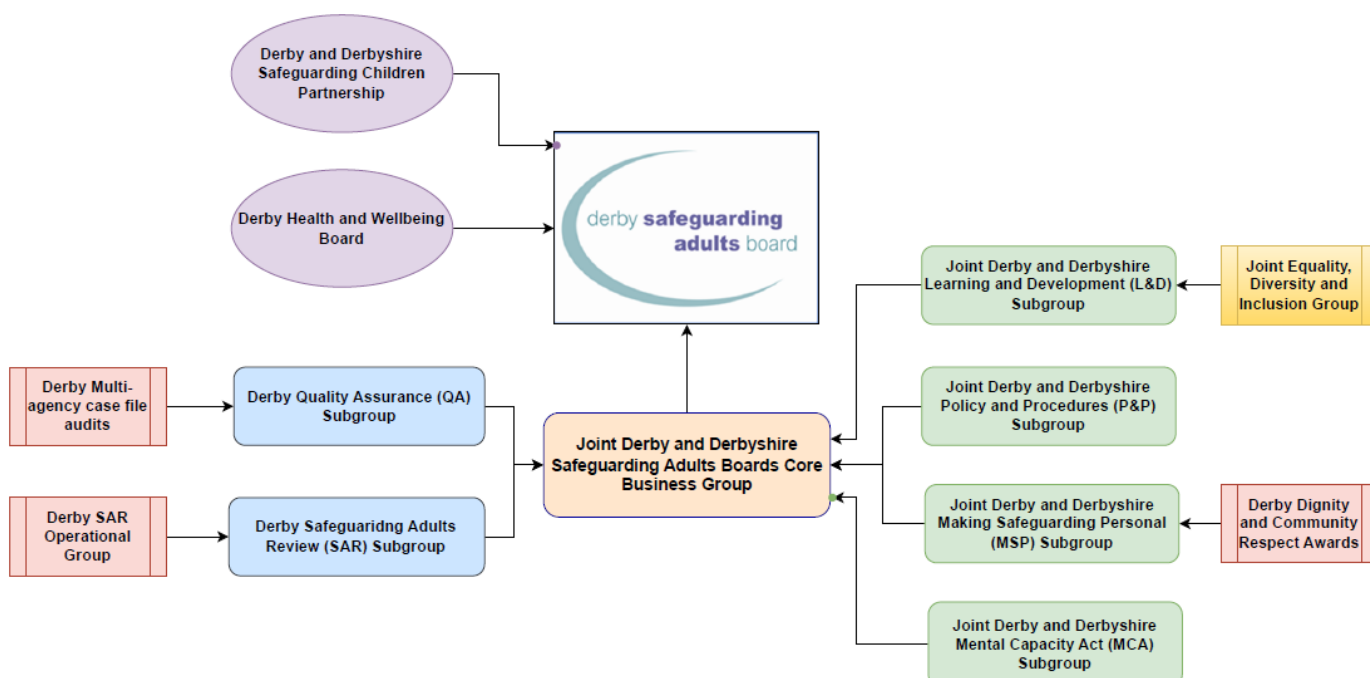 Derby and Derbyshire
Safeguarding Children
Partnership
Derby Health and Wellbeing
Board
derby safeguarding
adults board
Joint Derby and Derbyshire
Learning and Development (L&D)
Subgroup
Joint Equality,
Diversity and
Inclusion Group
Derby Multi-
agency case file
audits
Derby Quality Assurance (QA)
Subgroup
Joint Derby and Derbyshire
Policy and Procedures (P&P)
Subgroup
Joint Derby and Derbyshire
Safeguarding Adults Boards Core
Business Group
Derby SAR
Operational
Group
Derby Safeguaridng Adults
Review (SAR) Subgroup
Joint Derby and Derbyshire
Making Safeguarding Personal
(MSP) Subgroup
Derby Dignity
and Community
Respect Awards
Joint Derby and Derbyshire
Mental Capacity Act (MCA)
Subgroup